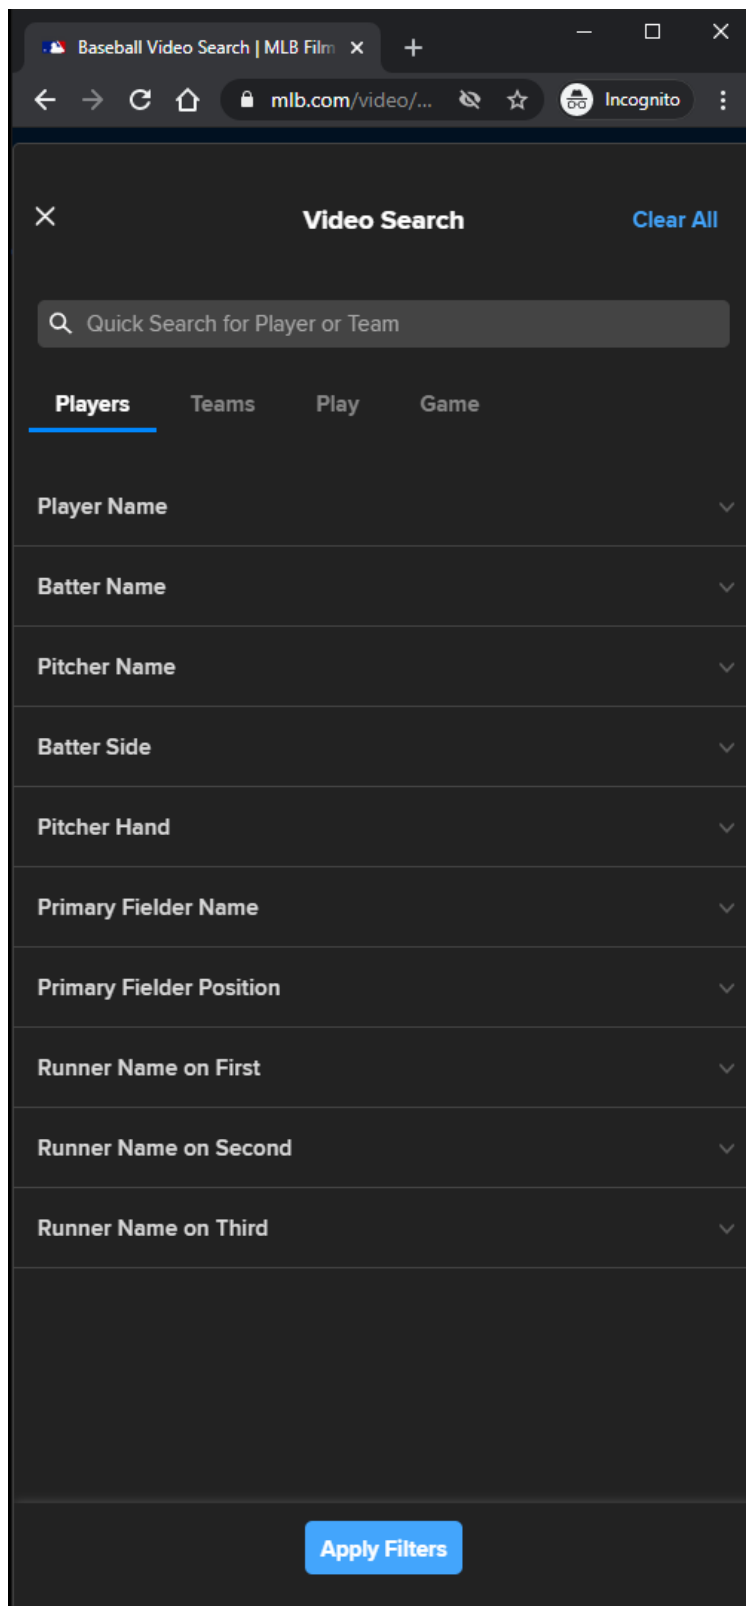 Baseball Video Search | MLB Film
mlb.com/video/... Incognito
Video Search Clear All
Quick Search for Player or Team
Players Teams Play Game
Player Name
Batter Name
Pitcher Name
Batter Side
Pitcher Hand
Primary Fielder Name
Primary Fielder Position
Runner Name on First
Runner Name on Second
Runner Name on Third
Apply Filters